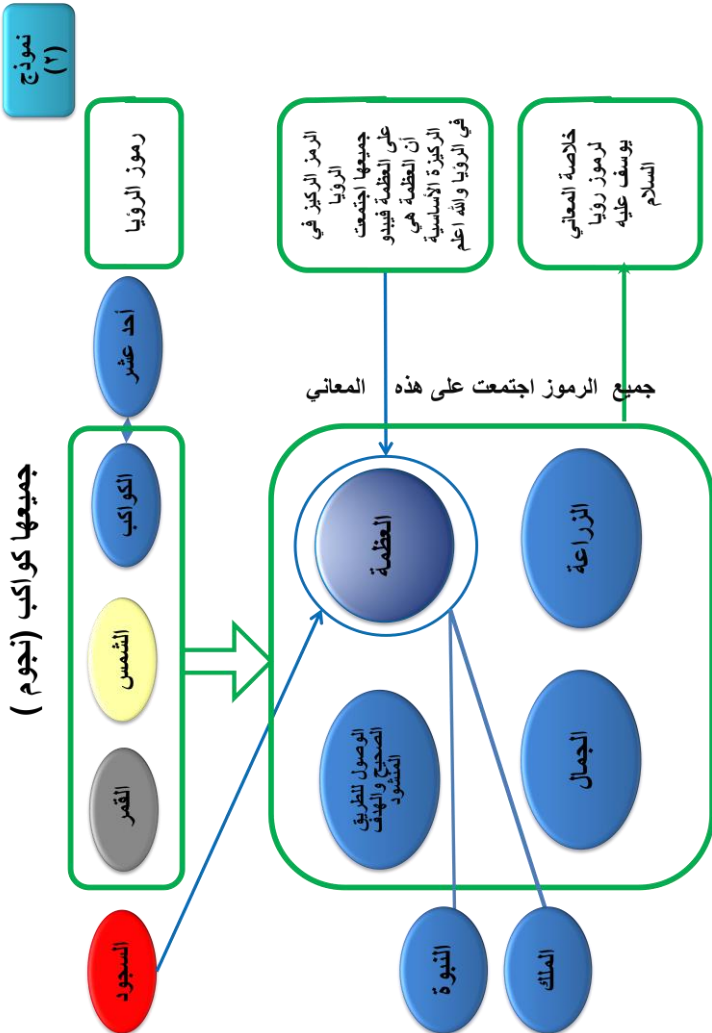 نموذج
(٢)
رموز الرؤيا
الرمز الركيز في
الرؤيا
جميعها اجتمعت
على العظمة فيبدو
أن العظمة هي
الركيزة الأساسية
في الرؤيا والله اعلم
خلاصة المعاني
لرموز رؤيا
يوسف عليه
السلام
جميعها كواكب (نجوم )
أحد عشر
الكواكب
الشمس
القمر
السجود
جميع الرموز اجتمعت على هذه المعاني
العظمة
الزراعة
الوصول للطريق
الصحيح والهدف
المنشود
الجمال
النبوة
الملك